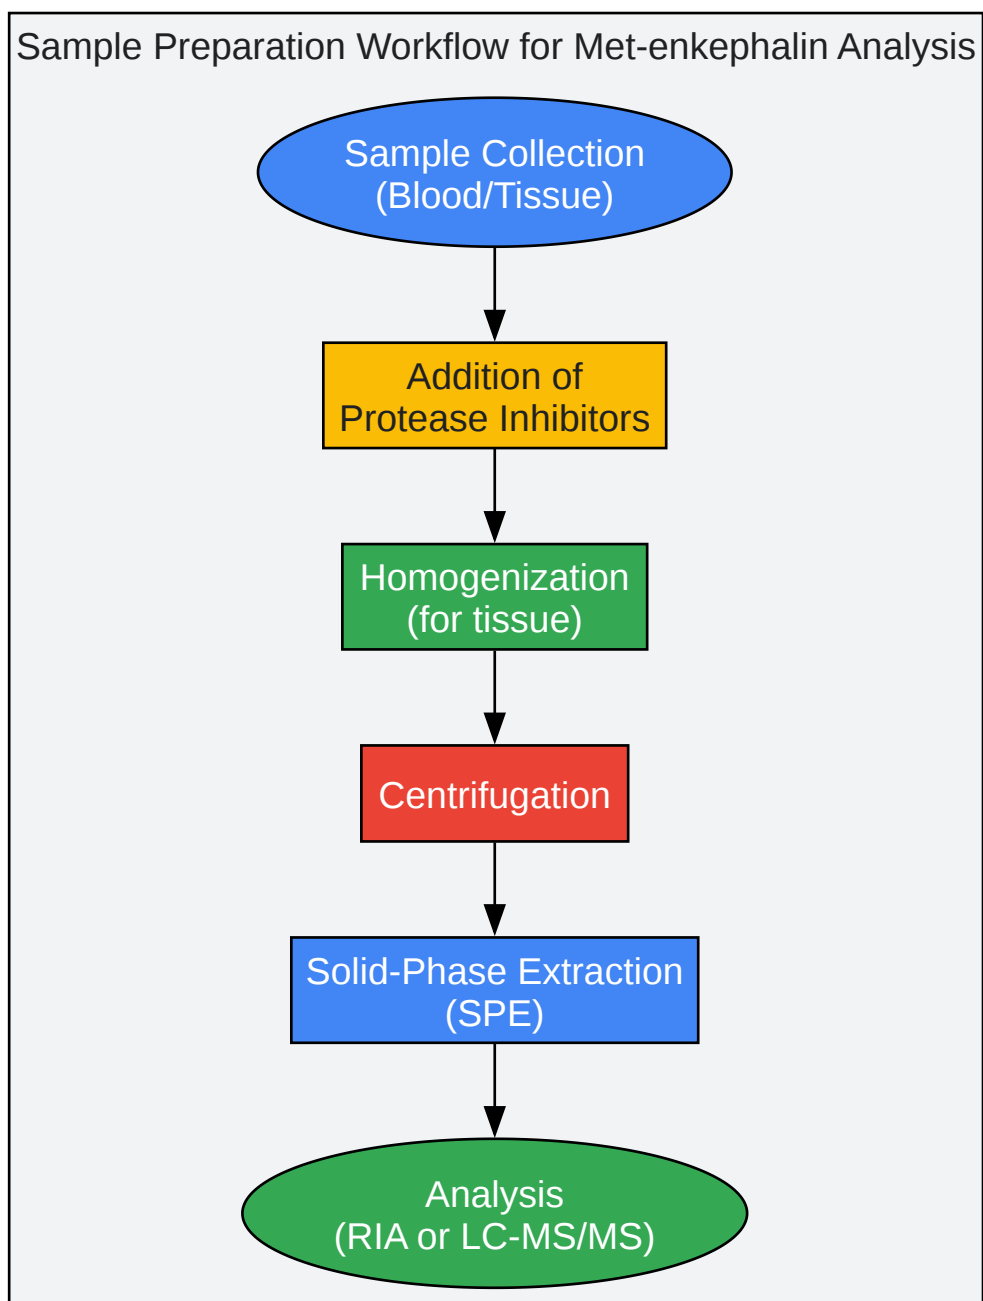 Sample Preparation Workflow for Met-enkephalin Analysis
Sample Collection
(Blood/Tissue)
Addition of
Protease Inhibitors
Homogenization
(for tissue)
Centrifugation
Solid-Phase Extraction
(SPE)
Analysis
(RIA or LC-MS/MS)